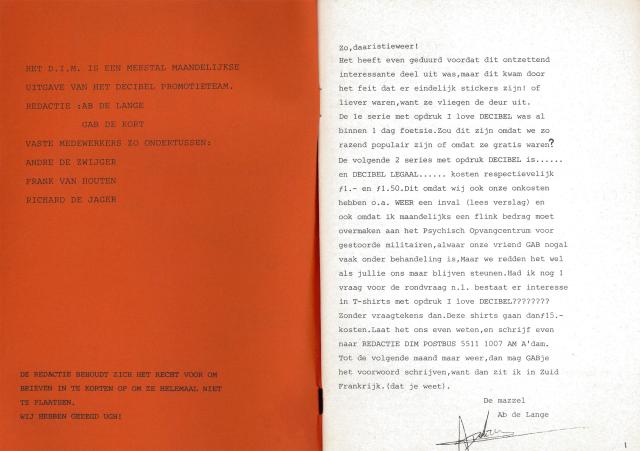 HET D.I.M. IS EEN MEESTAL MAANDELIJKSE
UITGAVE VAN HET DECIBEL PROMOTIETEAM.
REDACTIE :AB DE LANGE
GAB DE KORT
VASTE MEDEWERKERS ZO ONDERTUSSEN:
ANDRE DE ZWIJGER
FRANK VAN HOUTEN
RICHARD DE JAGER
DE REDACTIE BEHOUDT ZICH HET RECHT VOOR OM
BRIEVEN IN TE KORTEN OF OM ZE HELEMAAL NIET
TE PLAATSEN.
WIJ HEBBEN GEZEGD UGH!
Zo,daaristieweer!
Het heeft even geduurd voordat dit ontzettend
interessante deel uit was,maar dit kwam door
het feit dat er eindelijk stickers zijn! of
liever waren,want ze vliegen de deur uit.
De 1e serie met opdruk I love DECIBEL was al
binnen 1 dag foetsie.Zou dit zijn omdat we zo
razend populair zijn of omdat ze gratis waren?
De volgende 2 series met opdruk DECIBEL is......
en DECIBEL LEGAAL...... kosten respectievelijk
ƒ1.- en ƒ1.50.Dit omdat wij ook onze onkosten
hebben o.a. WEER een inval (lees verslag) en
ook omdat ik maandelijks een flink bedrag moet
overmaken aan het Psychisch Opvangcentrum voor
gestoorde militairen,alwaar onze vriend GAB nogal
vaak onder behandeling is,Maar we redden het wel
als jullie ons maar blijven steunen.Had ik nog 1
vraag voor de rondvraag n.l. bestaat er interesse
in T-shirts met opdruk I love DECIBEL????????
Zonder vraagtekens dan.Deze shirts gaan danƒ15.-
kosten.Laat het ons even weten,en schrijf even
naar REDACTIE DIM POSTBUS 5511 1007 AM A'dam.
Tot de volgende maand maar weer,dan mag GABje
het voorwoord schrijven,want dan zit ik in Zuid
Frankrijk.(dat je weet).
De mazzel
Ab de Lange
1